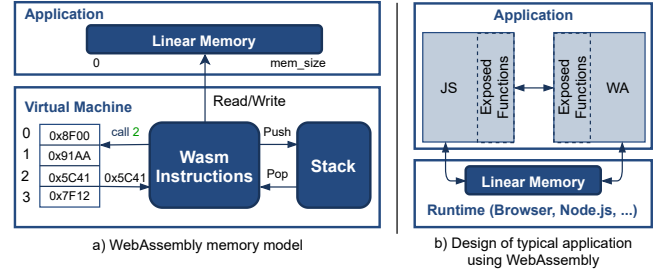 Application
Linear Memory
0 mem_size
Read/Write
Virtual Machine
0 0x8F00
1 0x91AA
2 0x5C41
3 0x7F12
call 2
0x5C41
Wasm
Instructions
Push
Pop
Stack
a) WebAssembly memory model
Application
JS
Exposed
Functions
Exposed
Functions
WA
Linear Memory
Runtime (Browser, Node.js, ...)
b) Design of typical application
using WebAssembly